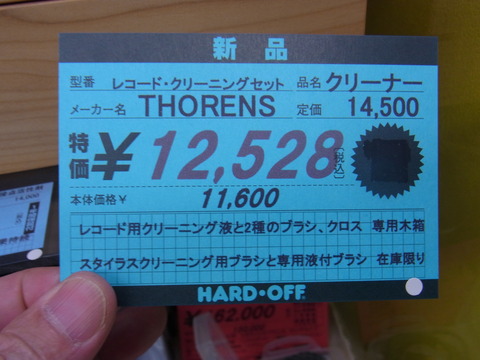 新品
型番 レコード・クリーニングセット 品名 クリーナー
メーカー名 THORENS 定価 14,500
特価 ¥12,528 [税込]
本体価格¥ 11,600
レコード用クリーニング液と2種のブラシ、クロス 専用木箱
スタイラスクリーニング用ブラシと専用液付ブラシ 在庫限り
HARD・OFF
62,000